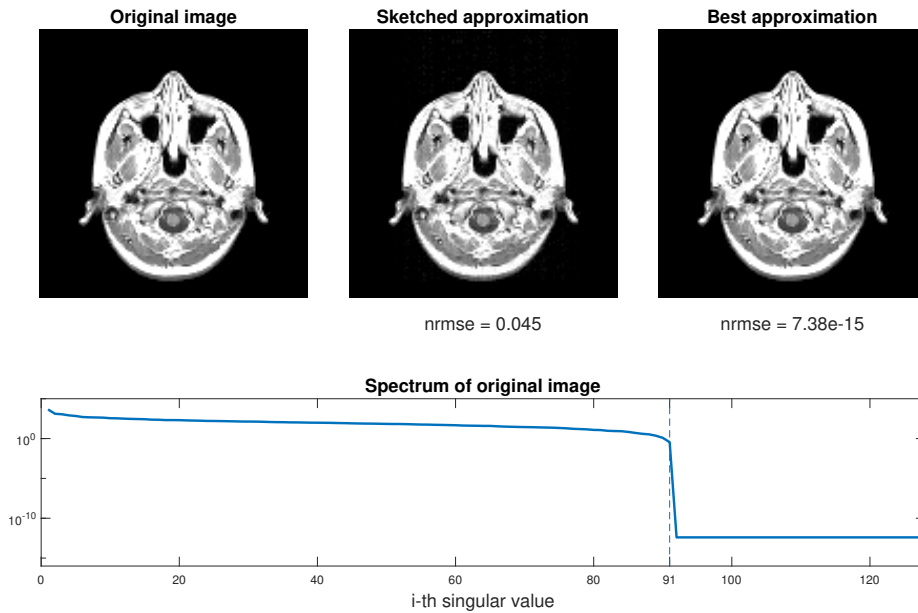 Original image
Sketched approximation
Best approximation
nrmse = 0.045
nrmse = 7.38e-15
Spectrum of original image
10^0
10^-10
0 20 40 60 80 91 100 120
i-th singular value